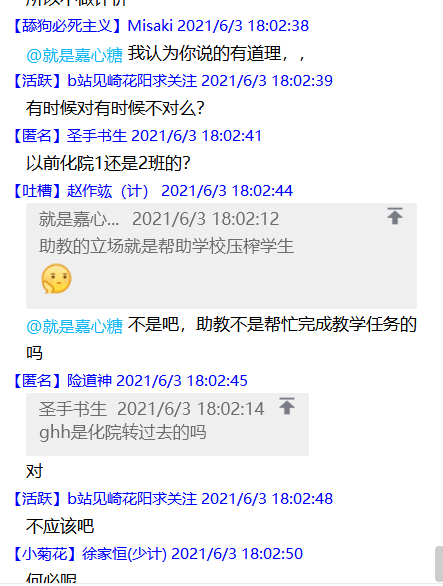 所以不做评价
【舔狗必死主义】Misaki 2021/6/3 18:02:38
@就是嘉心糖 我认为你说的有道理，,
【活跃】b站见崎花阳求关注 2021/6/3 18:02:39
有时候对有时候不对么?
【匿名】圣手书生 2021/6/3 18:02:41
以前化院1还是2班的?
【吐槽】赵作竑（计） 2021/6/3 18:02:44
就是嘉心... 2021/6/3 18:02:12
助教的立场就是帮助学校压榨学生
@就是嘉心糖 不是吧，助教不是帮忙完成教学任务的
吗
【匿名】险道神 2021/6/3 18:02:45
圣手书生 2021/6/3 18:02:14
ghh是化院转过去的吗
对
【活跃】b站见崎花阳求关注 2021/6/3 18:02:48
不应该吧
【小菊花】徐家恒(少计) 2021/6/3 18:02:50
何必呢